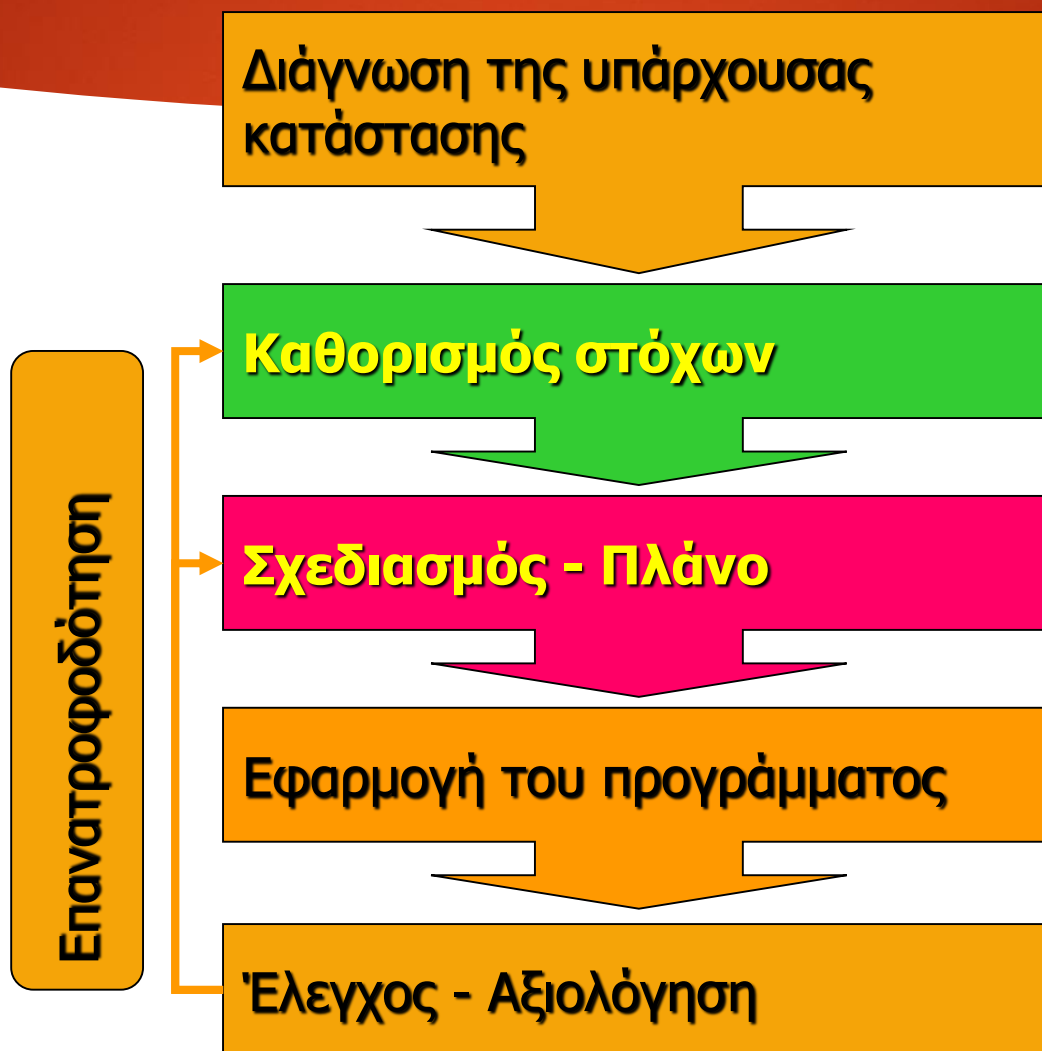 Διάγνωση της υπάρχουσας
κατάστασης
Καθορισμός στόχων
Σχεδιασμός - Πλάνο
Εφαρμογή του προγράμματος
Έλεγχος - Αξιολόγηση
Επανατροφοδότηση